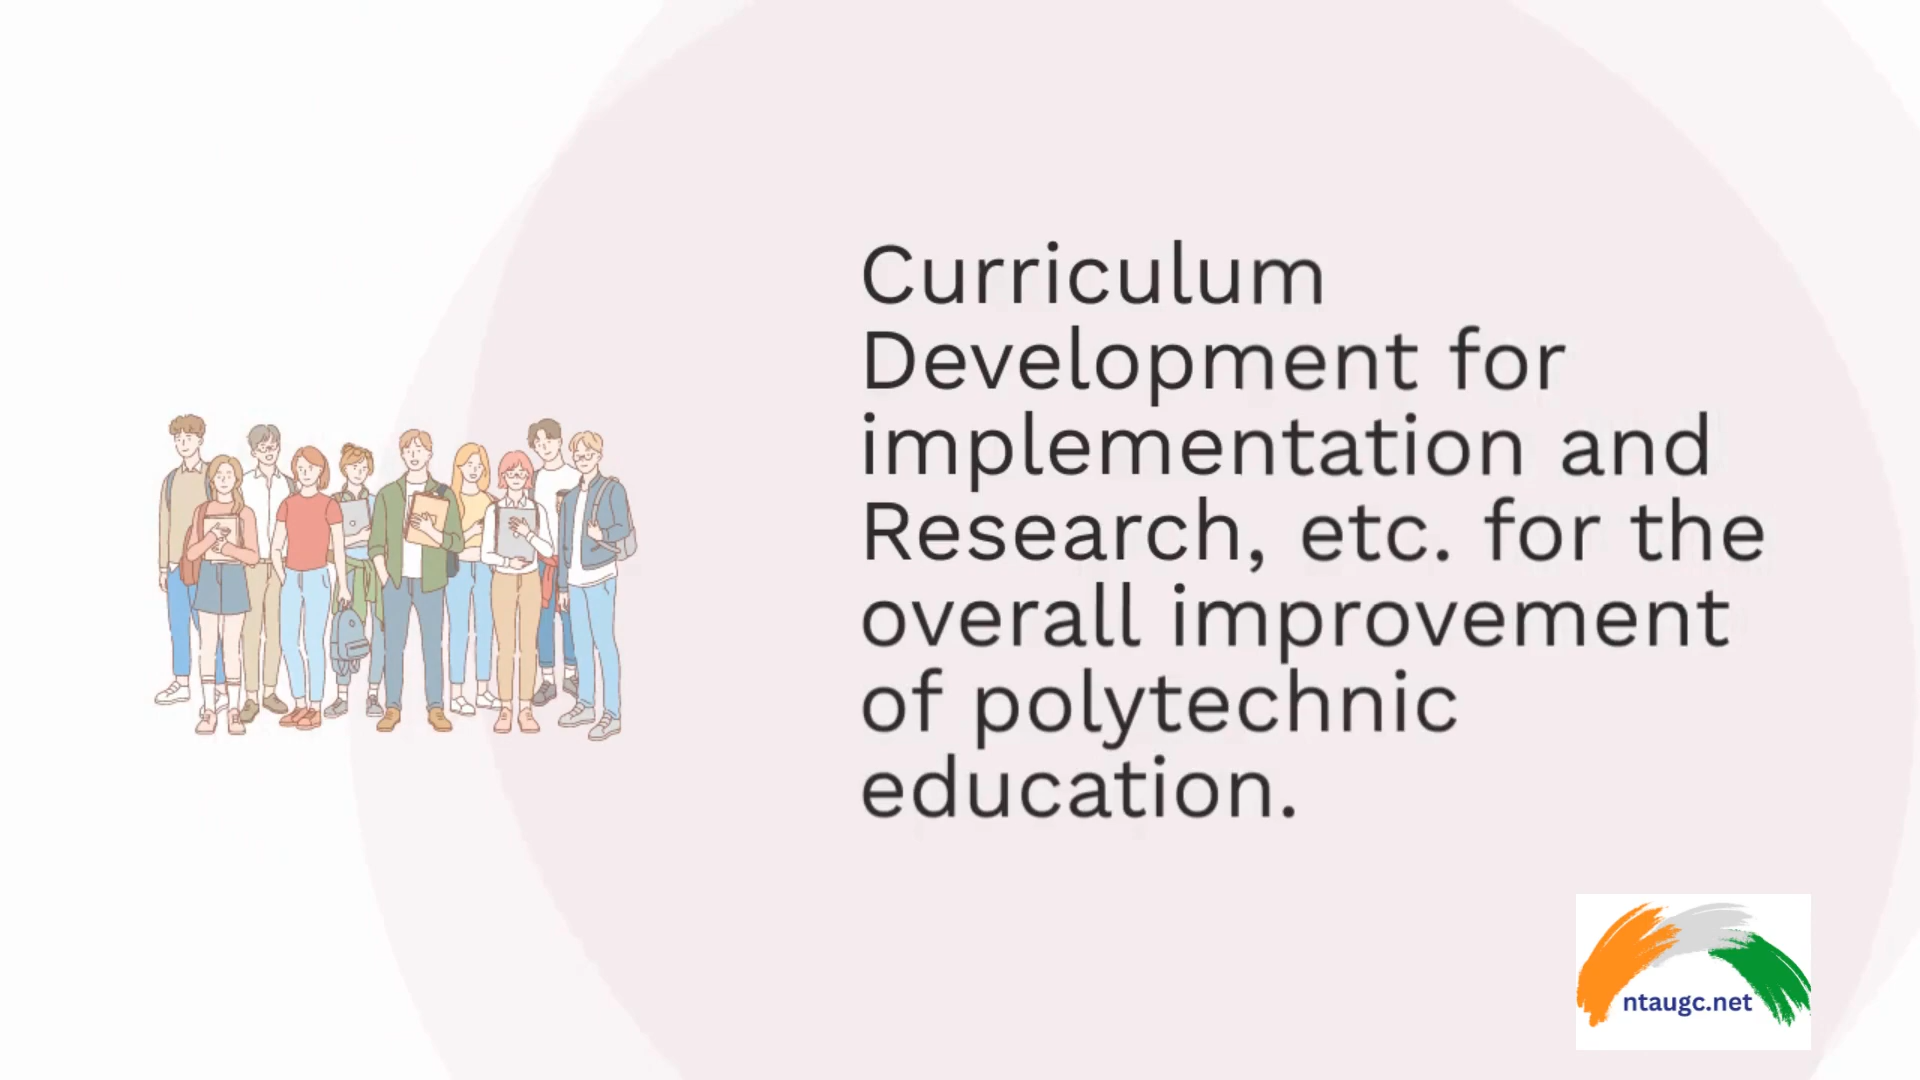 Curriculum
Development for
implementation and
Research, etc. for the
overall improvement
of polytechnic
education.
ntaugc.net